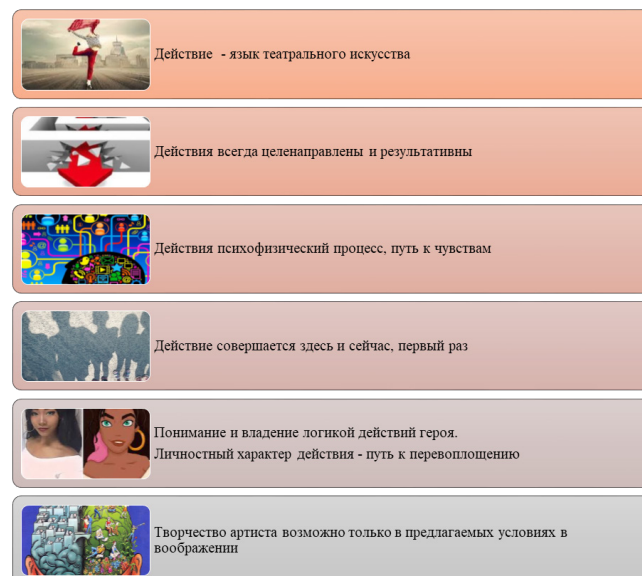 Действие - язык театрального искусства
Действия всегда целенаправлены и результативны
Действия психофизический процесс, путь к чувствам
Действие совершается здесь и сейчас, первый раз
Понимание и владение логикой действий героя.
Личностный характер действия - путь к перевоплощению
Творчество артиста возможно только в предлагаемых условиях в
воображении